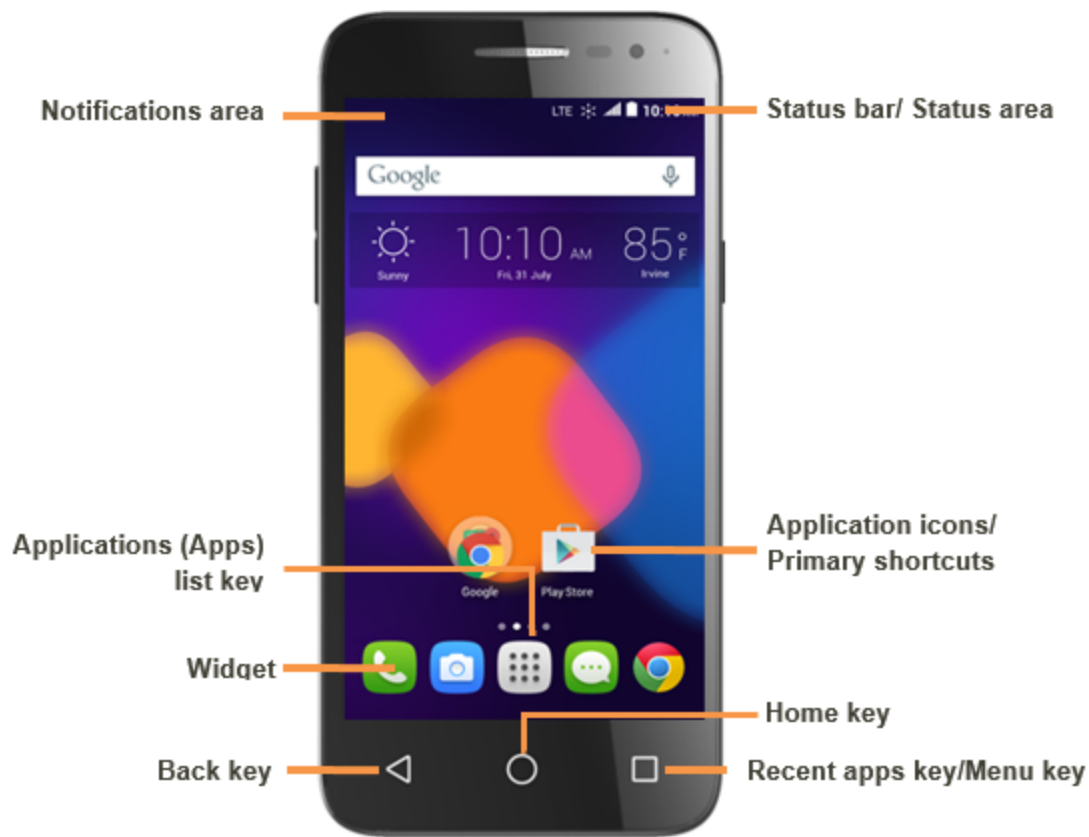 Notifications area
Status bar/ Status area
LTE
Google
10:10 AM
85°F
Sunny
Fri, 31 July
Irvine
Applications (Apps)
list key
Application icons/
Primary shortcuts
Google
Play Store
Widget
Home key
Back key
Recent apps key/Menu key